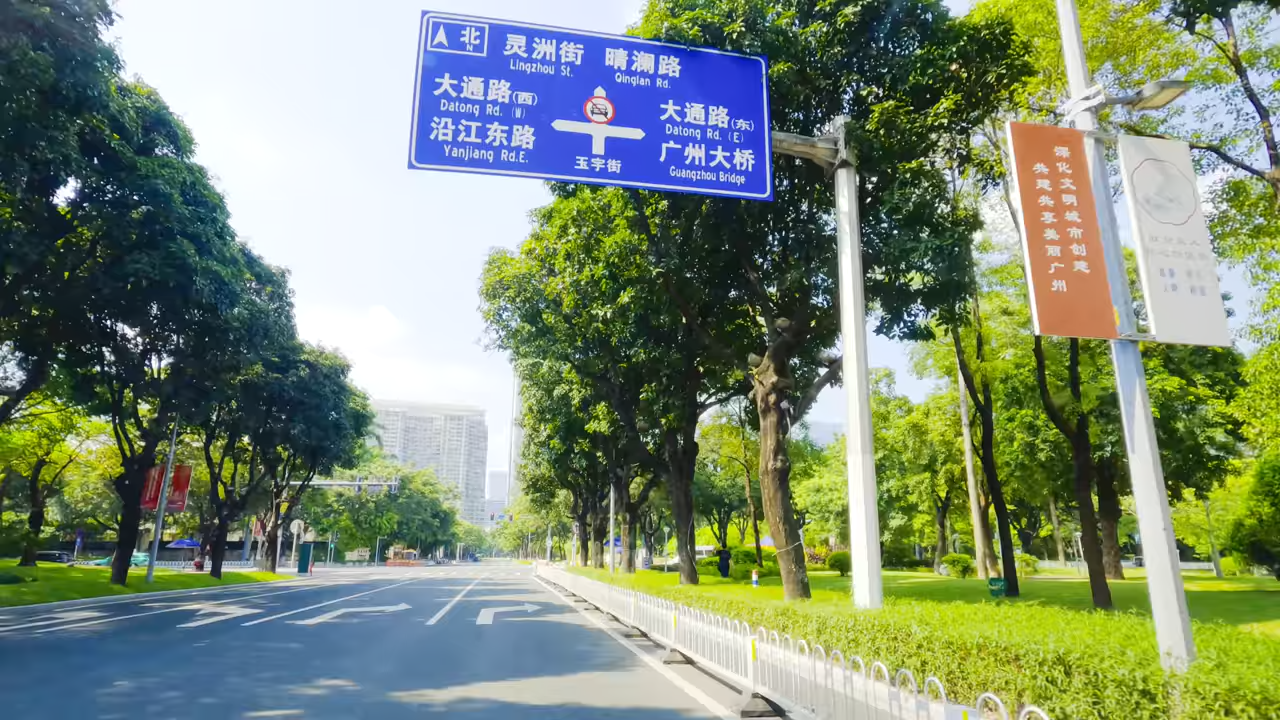 北 灵洲街 晴澜路
N Lingzhou St. Qinglan Rd.
大通路(西) 大通路(东)
Datong Rd. (W) Datong Rd. (E)
沿江东路 广州大桥
Yanjiang Rd.E. 玉宇街 Guangzhou Bridge
深化文明城市创建
共建共享美丽广州